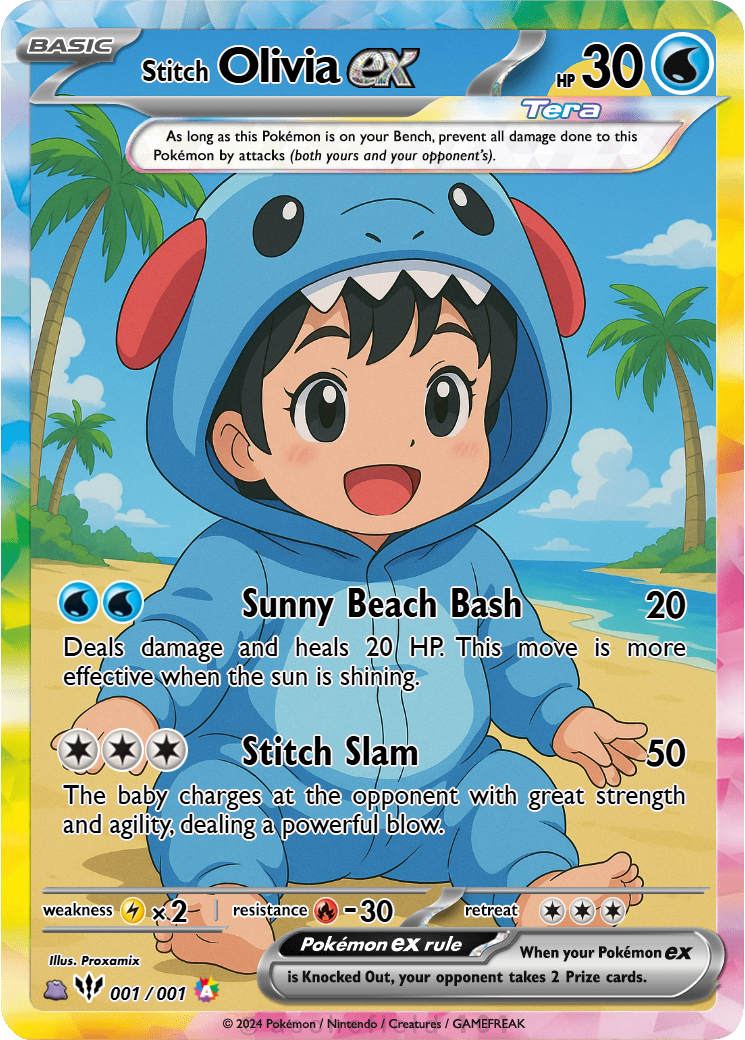 BASIC
Stitch Olivia ex HP 30
Tera
As long as this Pokémon is on your Bench, prevent all damage done to this
Pokémon by attacks (both yours and your opponent's).
Sunny Beach Bash 20
Deals damage and heals 20 HP. This move is more
effective when the sun is shining.
Stitch Slam 50
The baby charges at the opponent with great strength
and agility, dealing a powerful blow.
weakness ×2 resistance -30 retreat
Pokémon ex rule When your Pokémon ex
is Knocked Out, your opponent takes 2 Prize cards.
Illus. Proxamix
001 / 001 A
© 2024 Pokémon / Nintendo / Creatures / GAMEFREAK